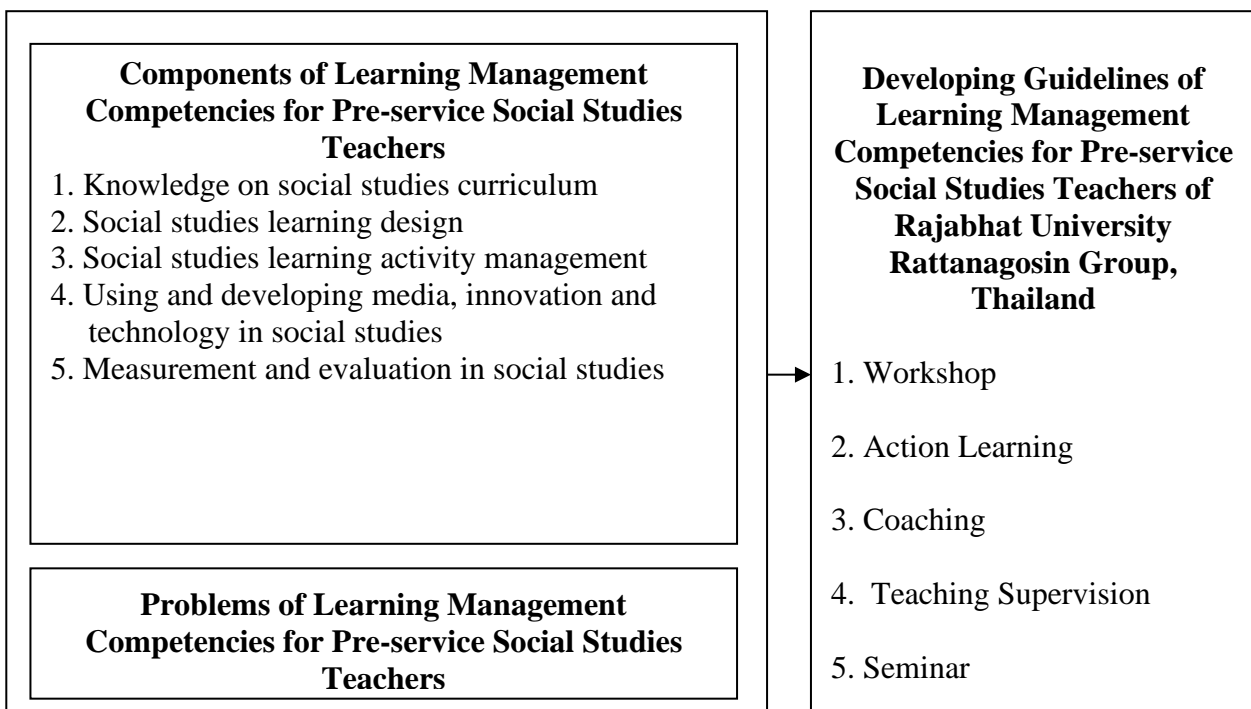 Components of Learning Management
Competencies for Pre-service Social Studies
Teachers
1. Knowledge on social studies curriculum
2. Social studies learning design
3. Social studies learning activity management
4. Using and developing media, innovation and
technology in social studies
5. Measurement and evaluation in social studies
Problems of Learning Management
Competencies for Pre-service Social Studies
Teachers
Developing Guidelines of
Learning Management
Competencies for Pre-service
Social Studies Teachers of
Rajabhat University
Rattanagosin Group,
Thailand
1. Workshop
2. Action Learning
3. Coaching
4. Teaching Supervision
5. Seminar